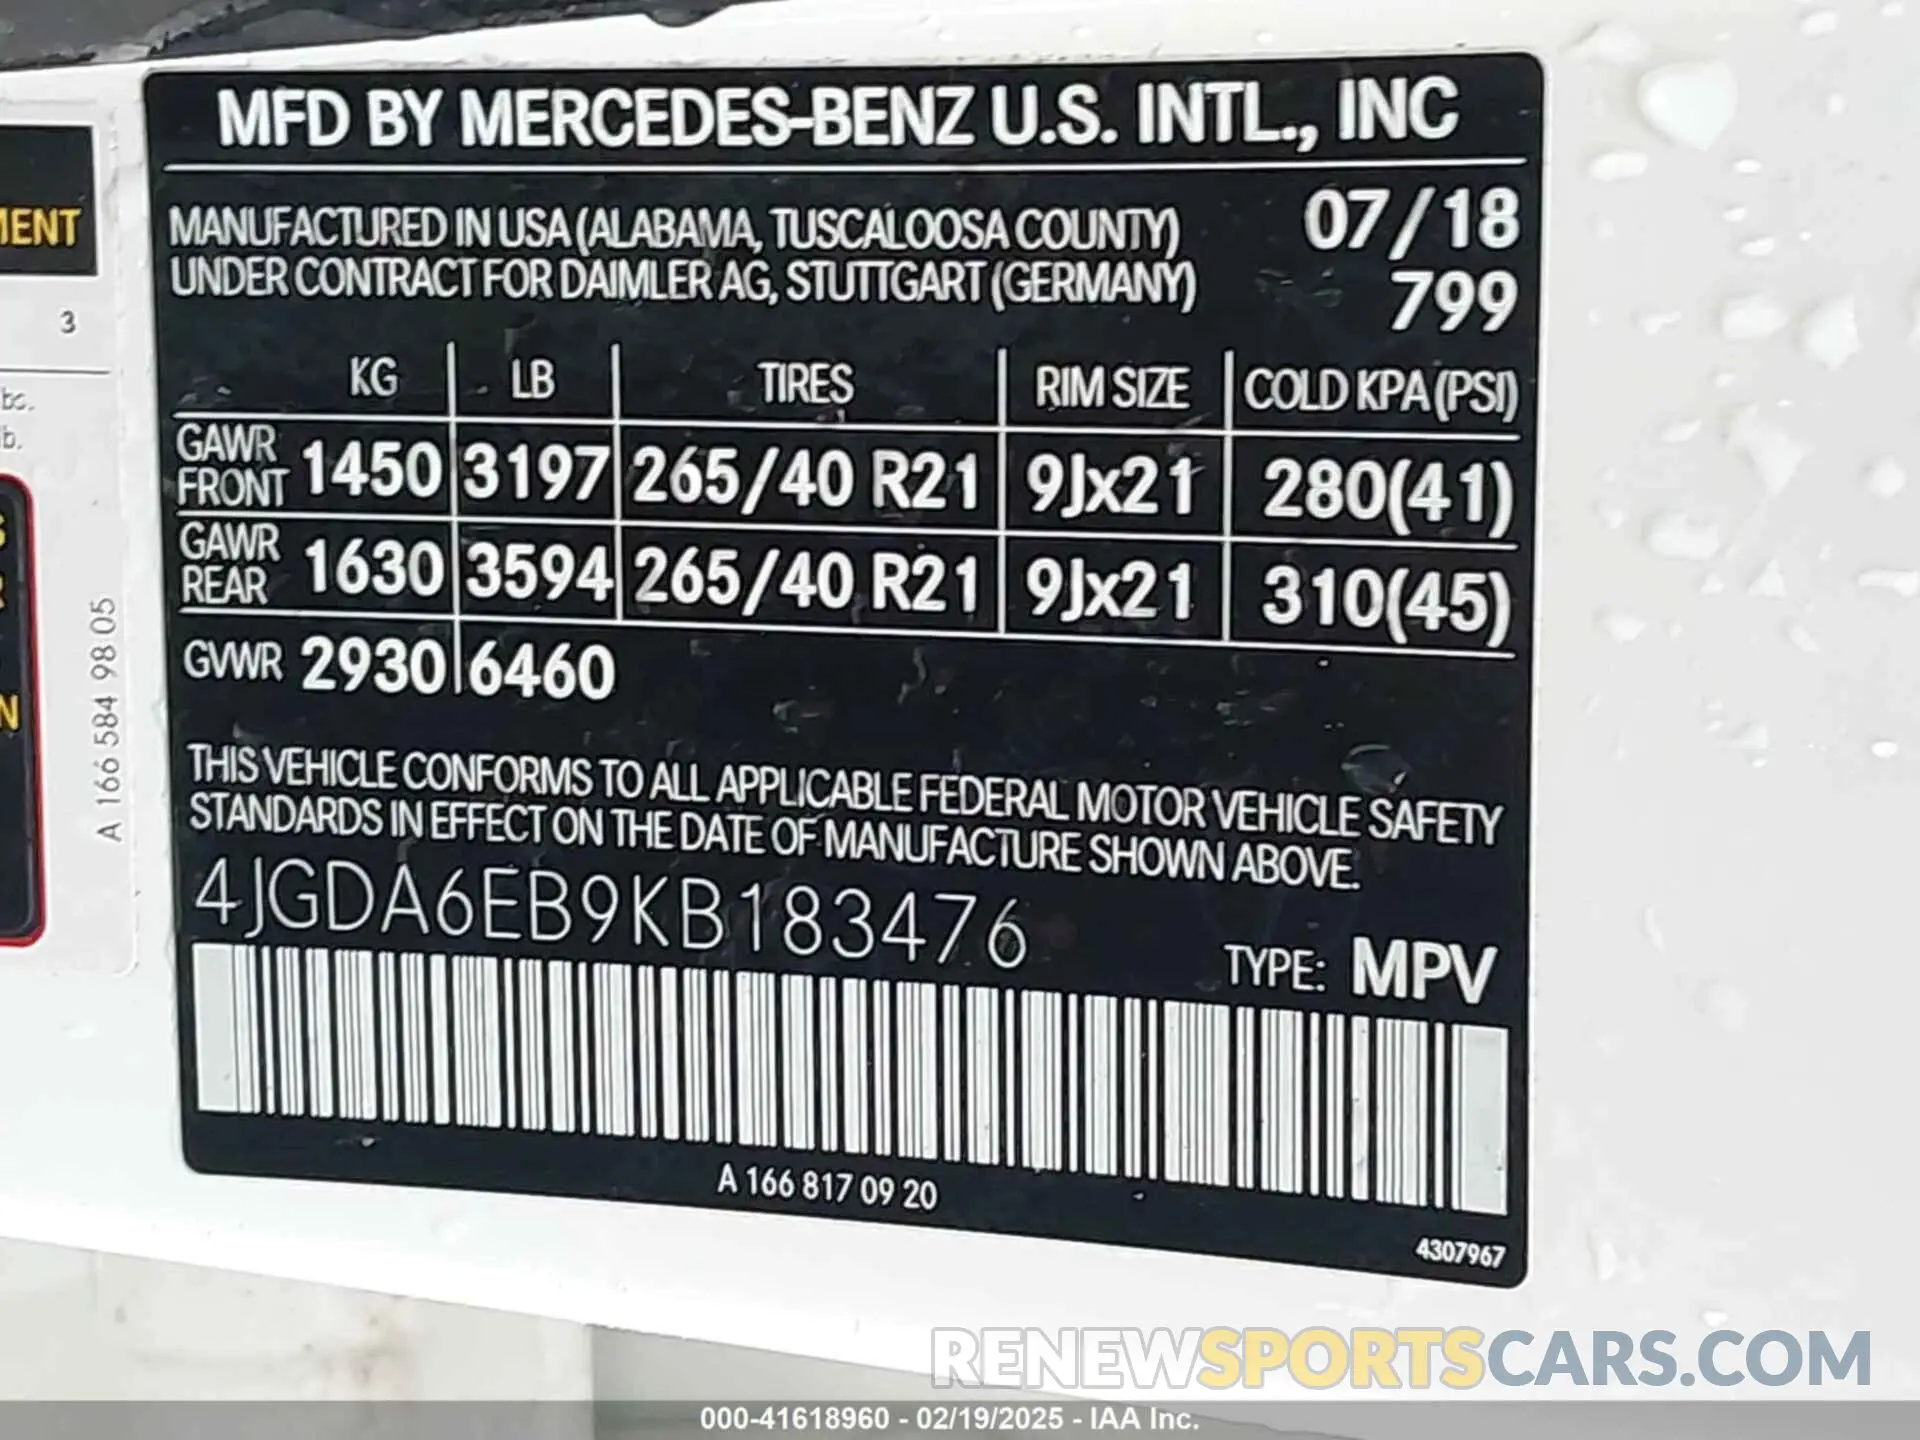 MFD BY MERCEDES-BENZ U.S. INTL., INC
MANUFACTURED IN USA (ALABAMA, TUSCALOOSA COUNTY) 07/18
UNDER CONTRACT FOR DAIMLER AG, STUTTGART (GERMANY) 799
KG LB TIRES RIM SIZE COLD KPA (PSI)
GAWR FRONT 1450 3197 265/40 R21 9Jx21 280(41)
GAWR REAR 1630 3594 265/40 R21 9Jx21 310(45)
GVWR 2930 6460
THIS VEHICLE CONFORMS TO ALL APPLICABLE FEDERAL MOTOR VEHICLE SAFETY
STANDARDS IN EFFECT ON THE DATE OF MANUFACTURE SHOWN ABOVE.
4JGDA6EB9KB183476
TYPE: MPV
A 166 817 09 20
4307967
3
lb.
A 166 584 98 05
RENEWSPORTSCARS.COM
000-41618960 - 02/19/2025 - IAA Inc.